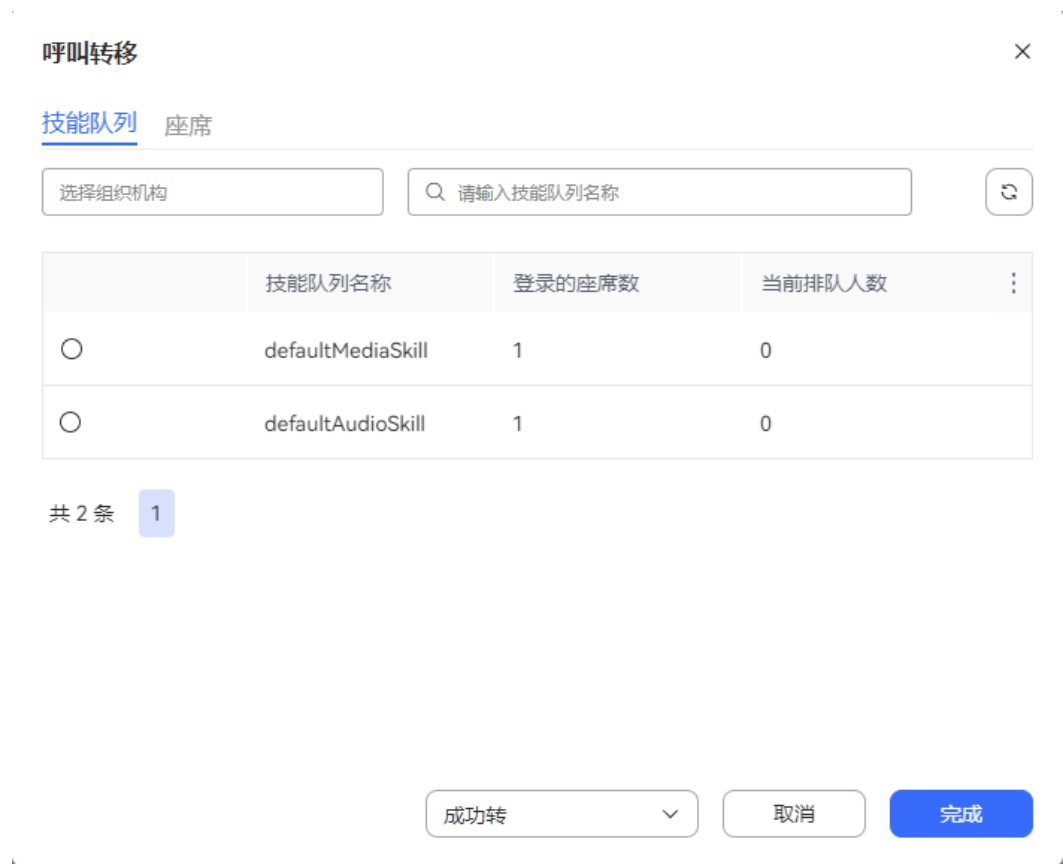 呼叫转移
技能队列 座席
选择组织机构 请输入技能队列名称
技能队列名称 登录的座席数 当前排队人数
defaultMediaSkill 1 0
defaultAudioSkill 1 0
共 2 条 1
成功转 取消 完成